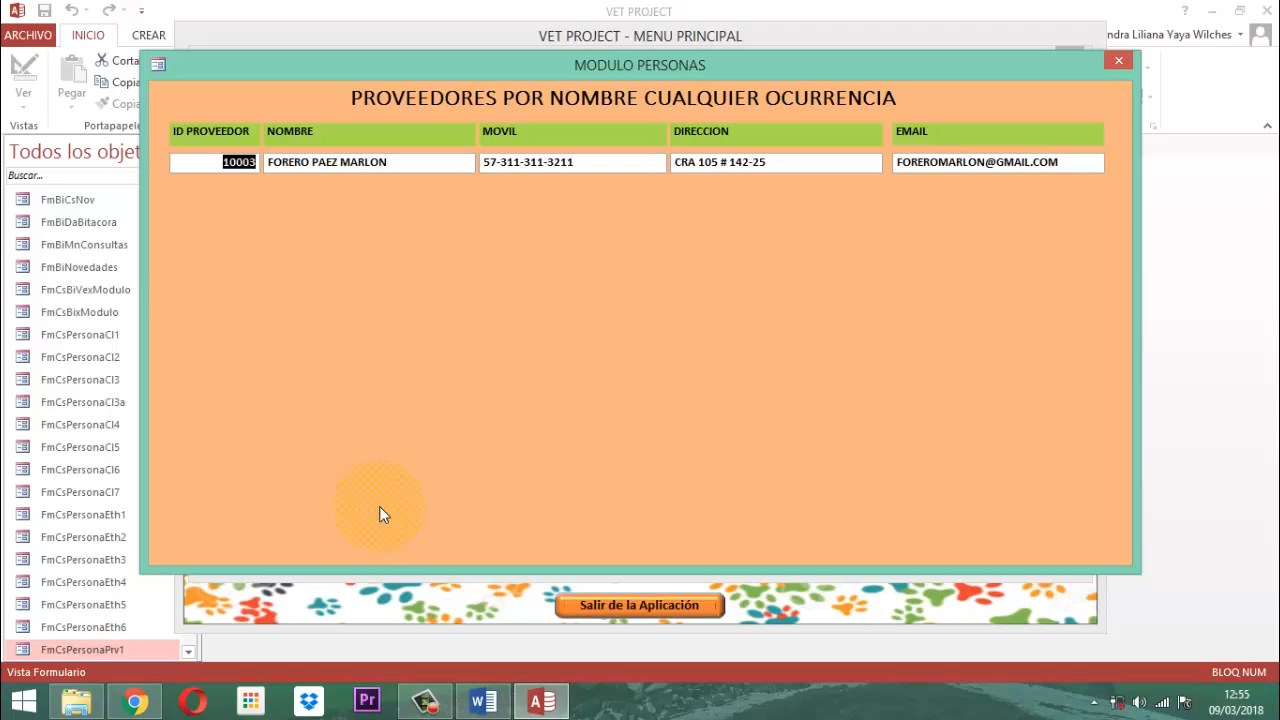 VET PROJECT
ARCHIVO INICIO CREAR
VET PROJECT - MENU PRINCIPAL
ndra Liliana Yaya Wilches
MODULO PERSONAS
Ver
Pegar
Corta
Copia
Copia
Vistas
Portapapele
PROVEEDORES POR NOMBRE CUALQUIER OCURRENCIA
ID PROVEEDOR NOMBRE MOVIL DIRECCION EMAIL
10003 FORERO PAEZ MARLON 57-311-311-3211 CRA 105 # 142-25 FOREROMARLON@GMAIL.COM
Todos los objet
Buscar...
FmBiCsNov
FmBiDaBitacora
FmBiMnConsultas
FmBiNovedades
FmCsBiVexModulo
FmCsBixModulo
FmCsPersonaCl1
FmCsPersonaCl2
FmCsPersonaCl3
FmCsPersonaCl3a
FmCsPersonaCl4
FmCsPersonaCl5
FmCsPersonaCl6
FmCsPersonaCl7
FmCsPersonaEth1
FmCsPersonaEth2
FmCsPersonaEth3
FmCsPersonaEth4
FmCsPersonaEth5
FmCsPersonaEth6
FmCsPersonaPrv1
Salir de la Aplicación
Vista Formulario
BLOQ NUM
Pr
12:55
09/03/2018